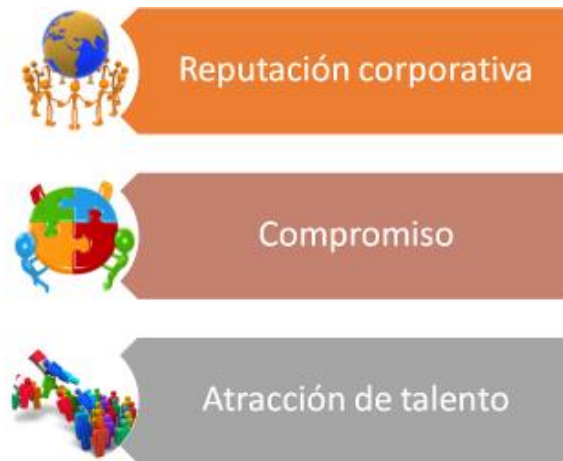 Reputación corporativa
Compromiso
Atracción de talento